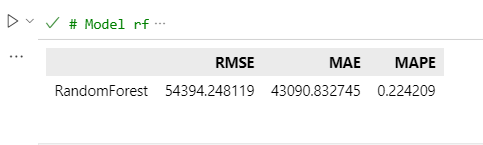 # Model rf ...
RMSE MAE MAPE
RandomForest 54394.248119 43090.832745 0.224209